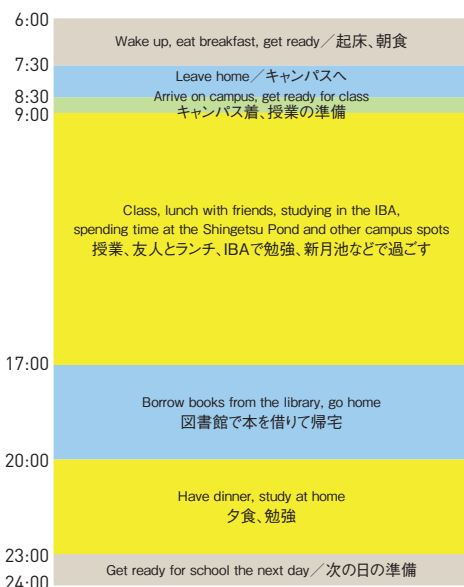 6:00
Wake up, eat breakfast, get ready／起床、朝食
7:30
Leave home／キャンパスへ
8:30
Arrive on campus, get ready for class
9:00
キャンパス着、授業の準備
Class, lunch with friends, studying in the IBA,
spending time at the Shingetsu Pond and other campus spots
授業、友人とランチ、IBAで勉強、新月池などで過ごす
17:00
Borrow books from the library, go home
図書館で本を借りて帰宅
20:00
Have dinner, study at home
夕食、勉強
23:00
Get ready for school the next day／次の日の準備
24:00